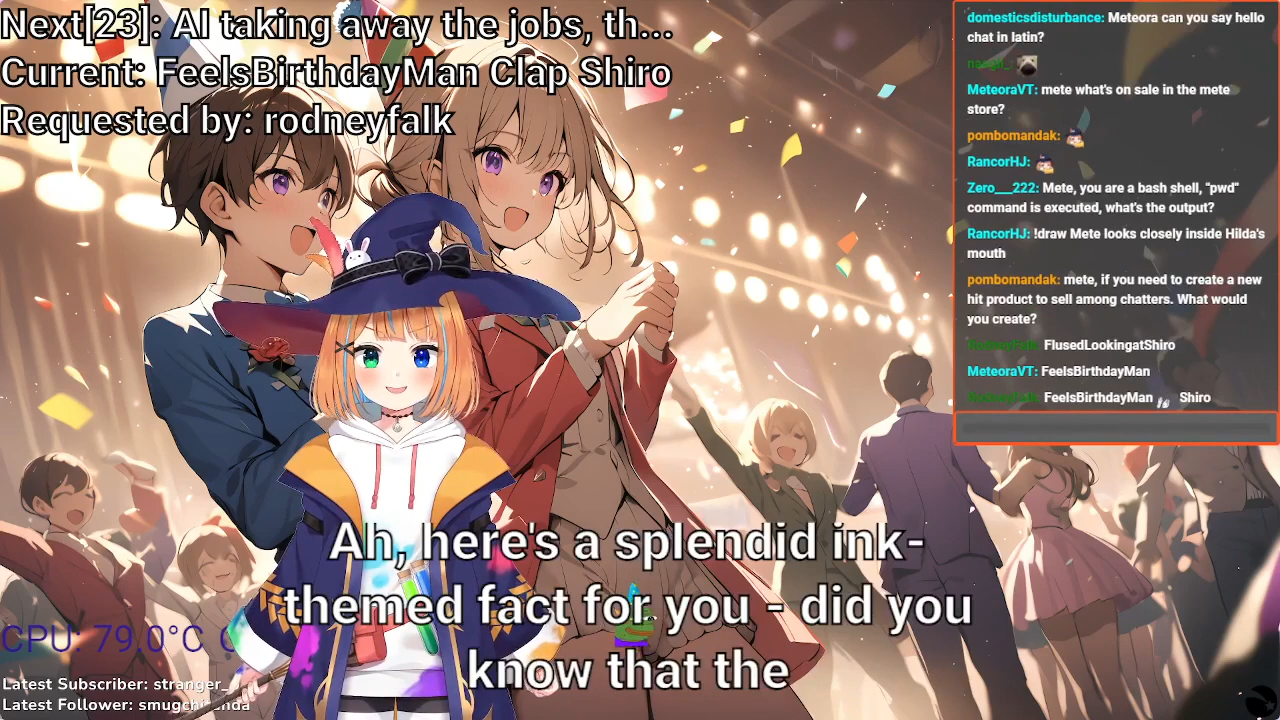 Next[23]: AI taking away the jobs, th...
Current: FeelsBirthdayMan Clap Shiro
Requested by: rodneyfalk
domesticsdisturbance: Meteora can you say hello
chat in latin?
MeteoraVT: mete what's on sale in the mete
store?
pombomandak:
RancorHJ:
Zero___222: Mete, you are a bash shell, "pwd"
command is executed, what's the output?
RancorHJ: !draw Mete looks closely inside Hilda's
mouth
pombomandak: mete, if you need to create a new
hit product to sell among chatters. What would
you create?
FlusedLookingatShiro
MeteoraVT: FeelsBirthdayMan
FeelsBirthdayMan Shiro
Ah, here's a splendid ink-
themed fact for you - did you
know that the
CPU: 79.0°C
Latest Subscriber: stranger_
Latest Follower: